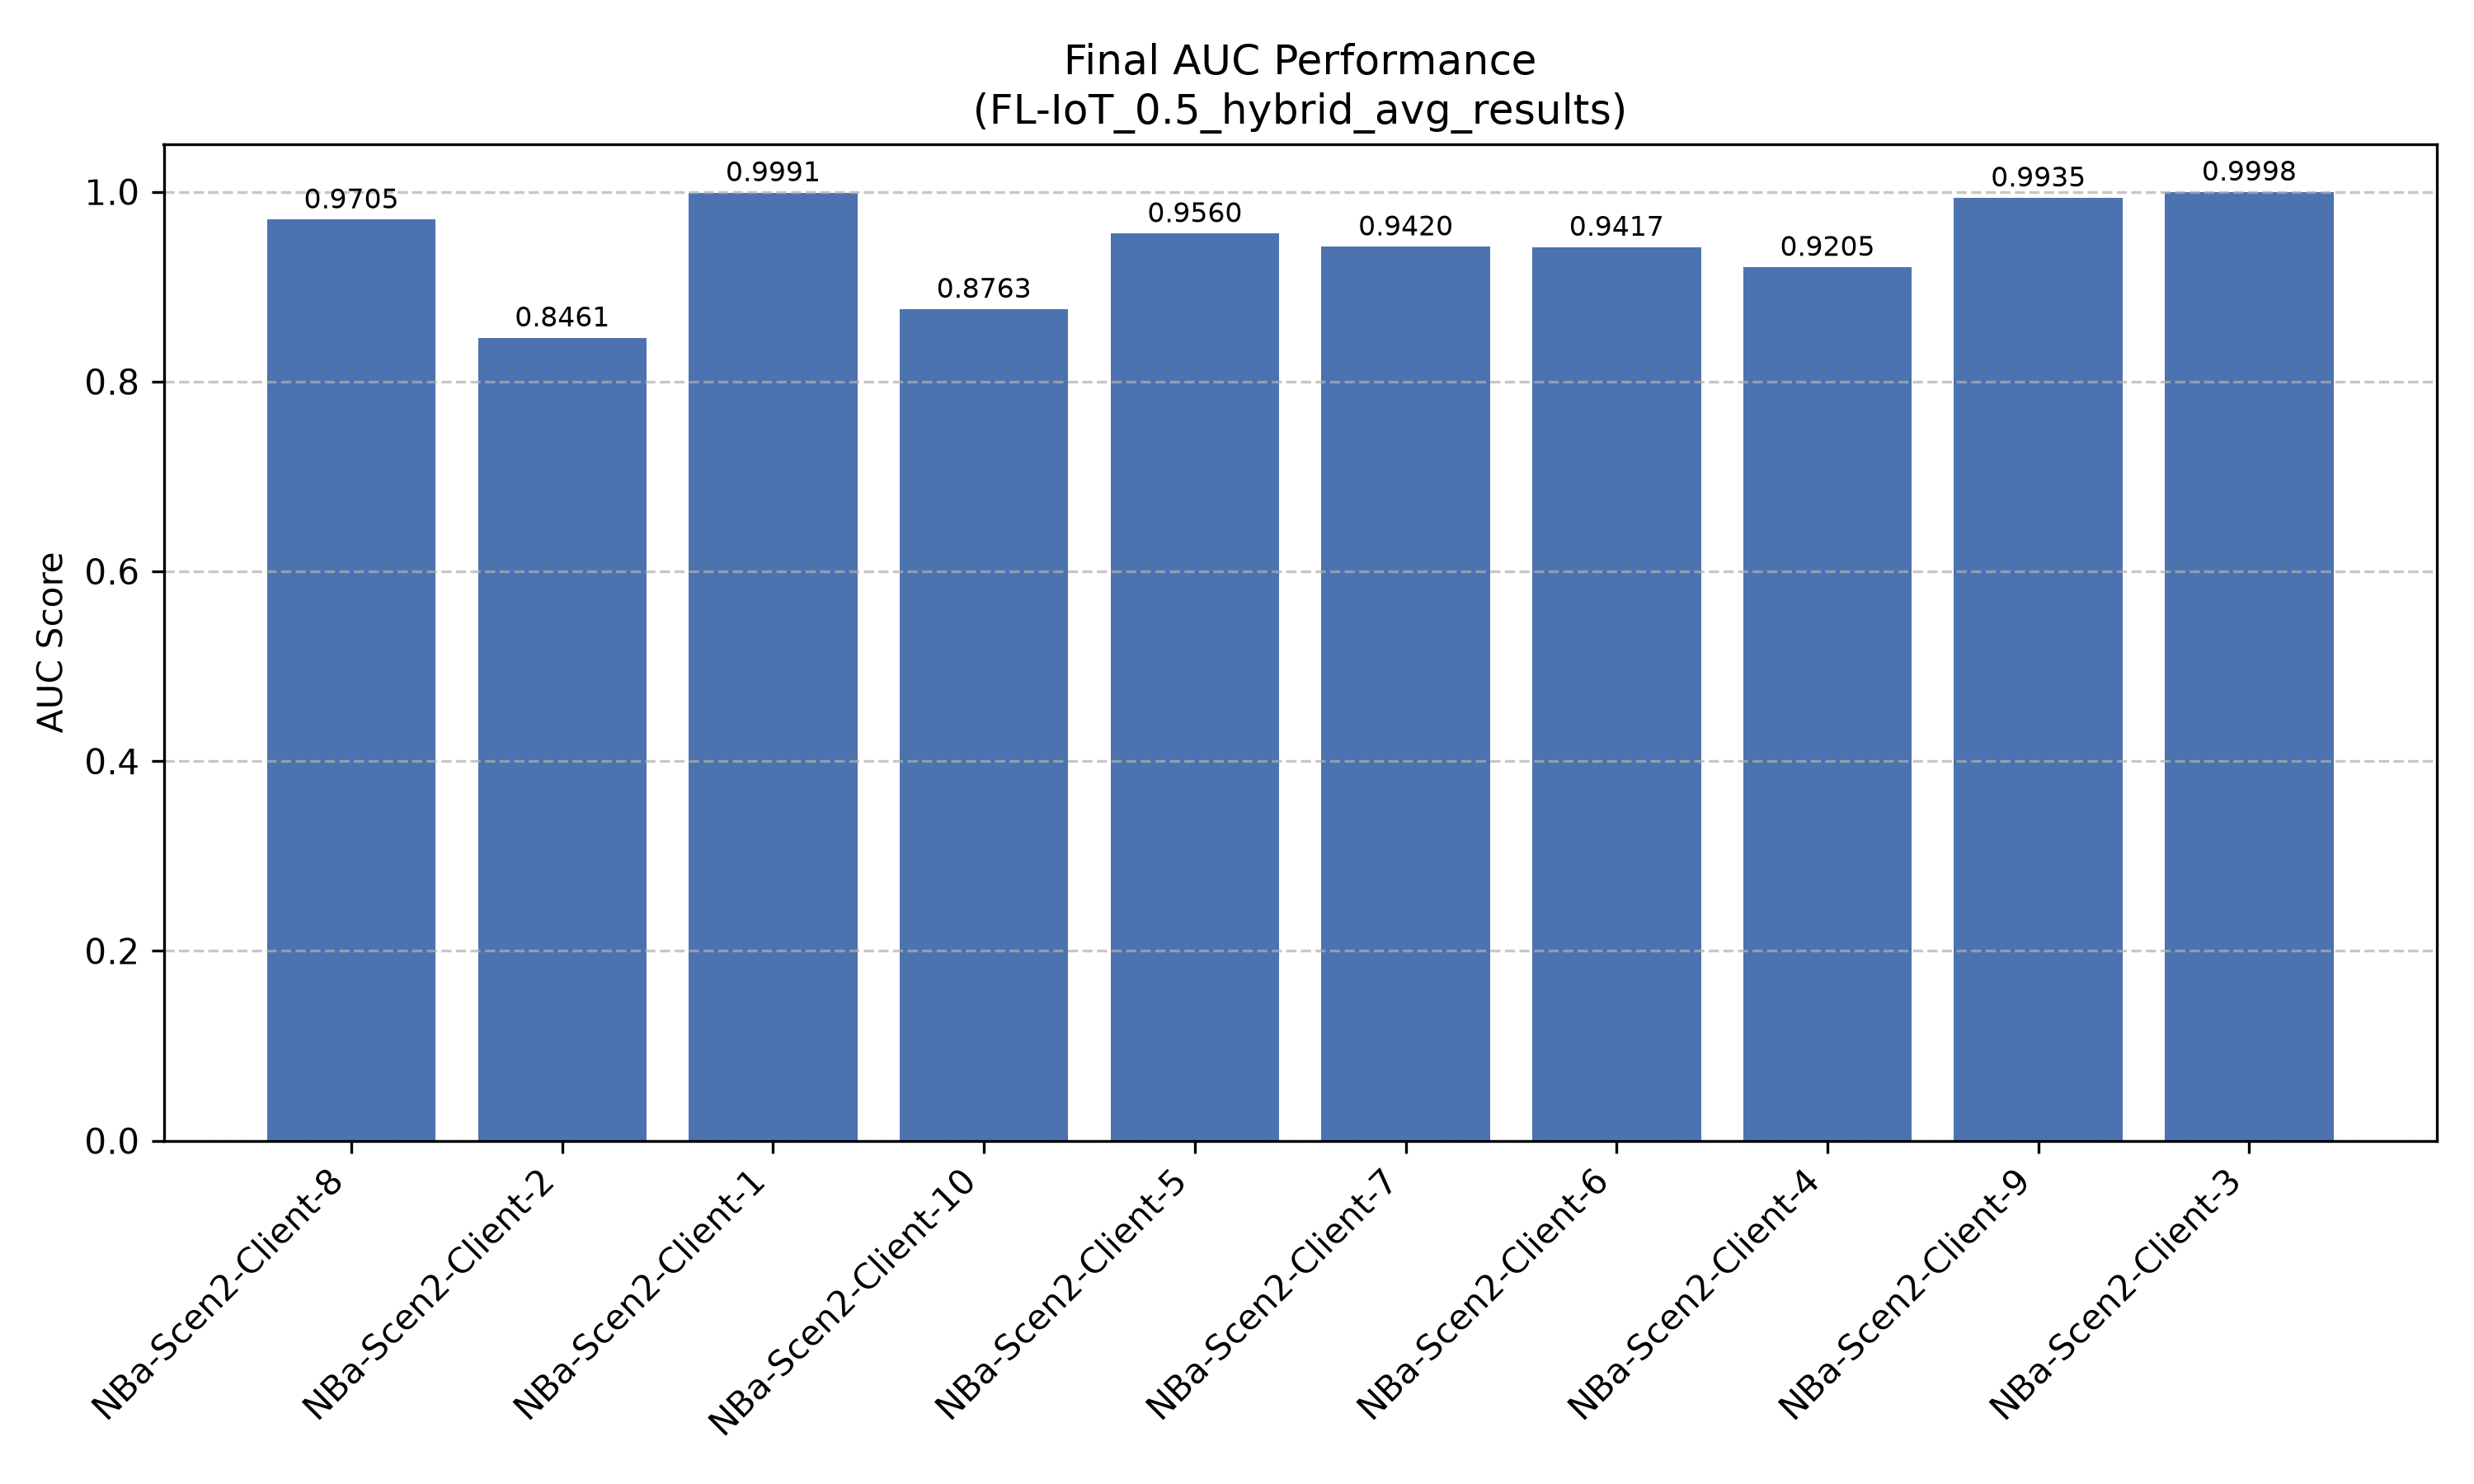 Final AUC Performance
(FL-IoT_0.5_hybrid_avg_results)
AUC Score
1.0
0.8
0.6
0.4
0.2
0.0
0.9705
0.8461
0.9991
0.8763
0.9560
0.9420
0.9417
0.9205
0.9935
0.9998
NBa-Scen2-Client-8
NBa-Scen2-Client-2
NBa-Scen2-Client-1
NBa-Scen2-Client-10
NBa-Scen2-Client-5
NBa-Scen2-Client-7
NBa-Scen2-Client-6
NBa-Scen2-Client-4
NBa-Scen2-Client-9
NBa-Scen2-Client-3